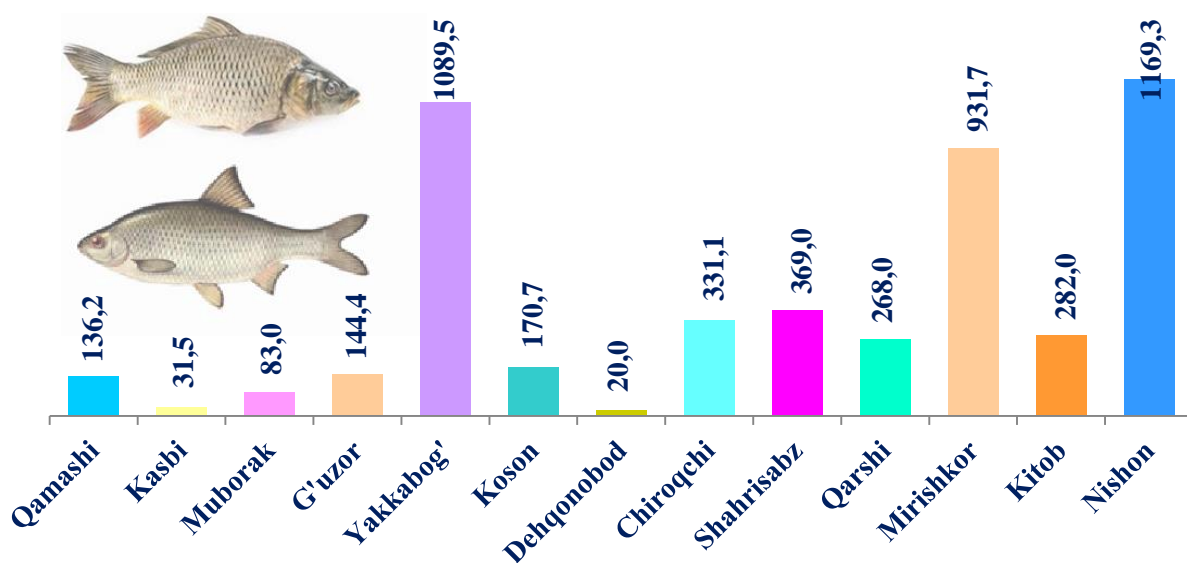 136,2
31,5
83,0
144,4
1089,5
170,7
20,0
331,1
369,0
268,0
931,7
282,0
1169,3
Qamashi
Kasbi
Muborak
G'uzor
Yakkabog'
Koson
Dehqonobod
Chiroqchi
Shahrisabz
Qarshi
Mirishkor
Kitob
Nishon